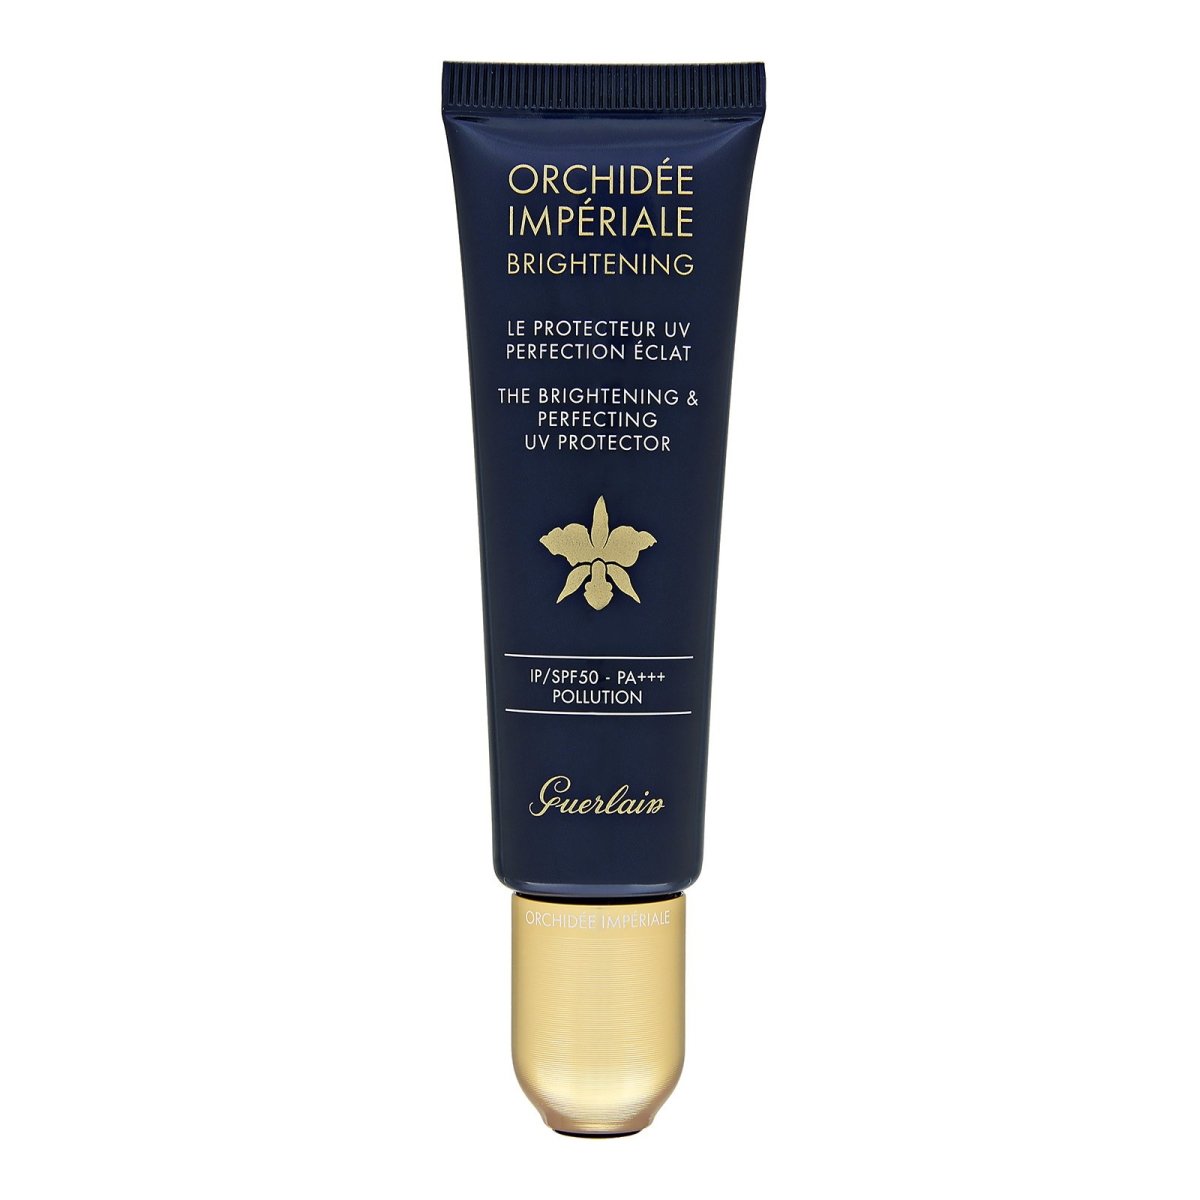 ORCHIDÉE
IMPÉRIALE
BRIGHTENING
LE PROTECTEUR UV
PERFECTION ÉCLAT
THE BRIGHTENING &
PERFECTING
UV PROTECTOR
IP/SPF50 - PA+++
POLLUTION
Guerlain
ORCHIDÉE IMPÉRIALE